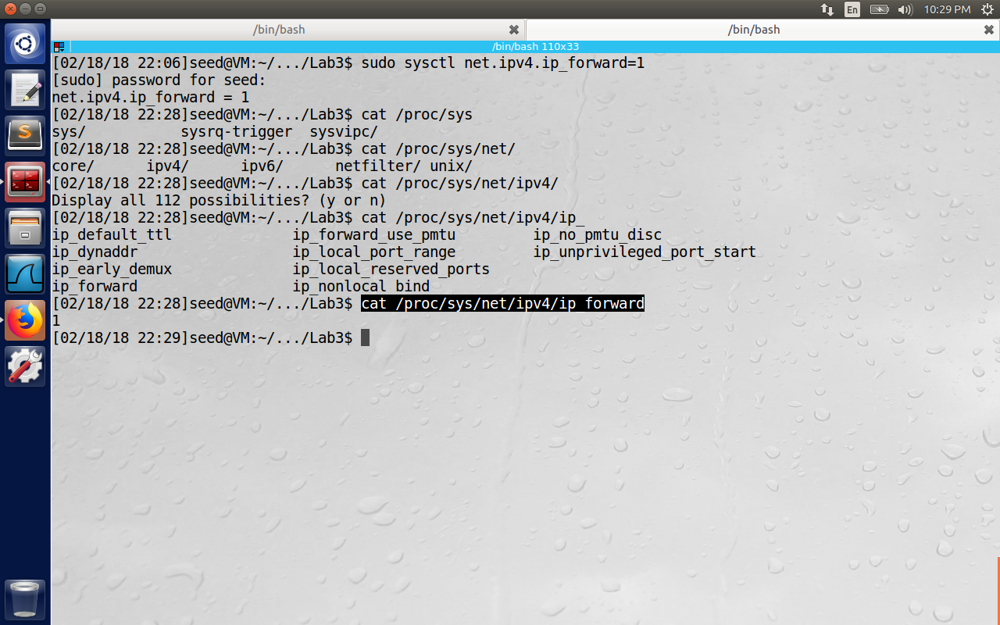 En
10:29 PM
/bin/bash
/bin/bash
/bin/bash 110x33
[02/18/18 22:06]seed@VM:~/.../Lab3$ sudo sysctl net.ipv4.ip_forward=1
[sudo] password for seed:
net.ipv4.ip_forward = 1
[02/18/18 22:28]seed@VM:~/.../Lab3$ cat /proc/sys
sys/ sysrq-trigger sysvipc/
[02/18/18 22:28]seed@VM:~/.../Lab3$ cat /proc/sys/net/
core/ ipv4/ ipv6/ netfilter/ unix/
[02/18/18 22:28]seed@VM:~/.../Lab3$ cat /proc/sys/net/ipv4/
Display all 112 possibilities? (y or n)
[02/18/18 22:28]seed@VM:~/.../Lab3$ cat /proc/sys/net/ipv4/ip_
ip_default_ttl ip_forward_use_pmtu ip_no_pmtu_disc
ip_dynaddr ip_local_port_range ip_unprivileged_port_start
ip_early_demux ip_local_reserved_ports
ip_forward ip_nonlocal_bind
[02/18/18 22:28]seed@VM:~/.../Lab3$ cat /proc/sys/net/ipv4/ip_forward
1
[02/18/18 22:29]seed@VM:~/.../Lab3$